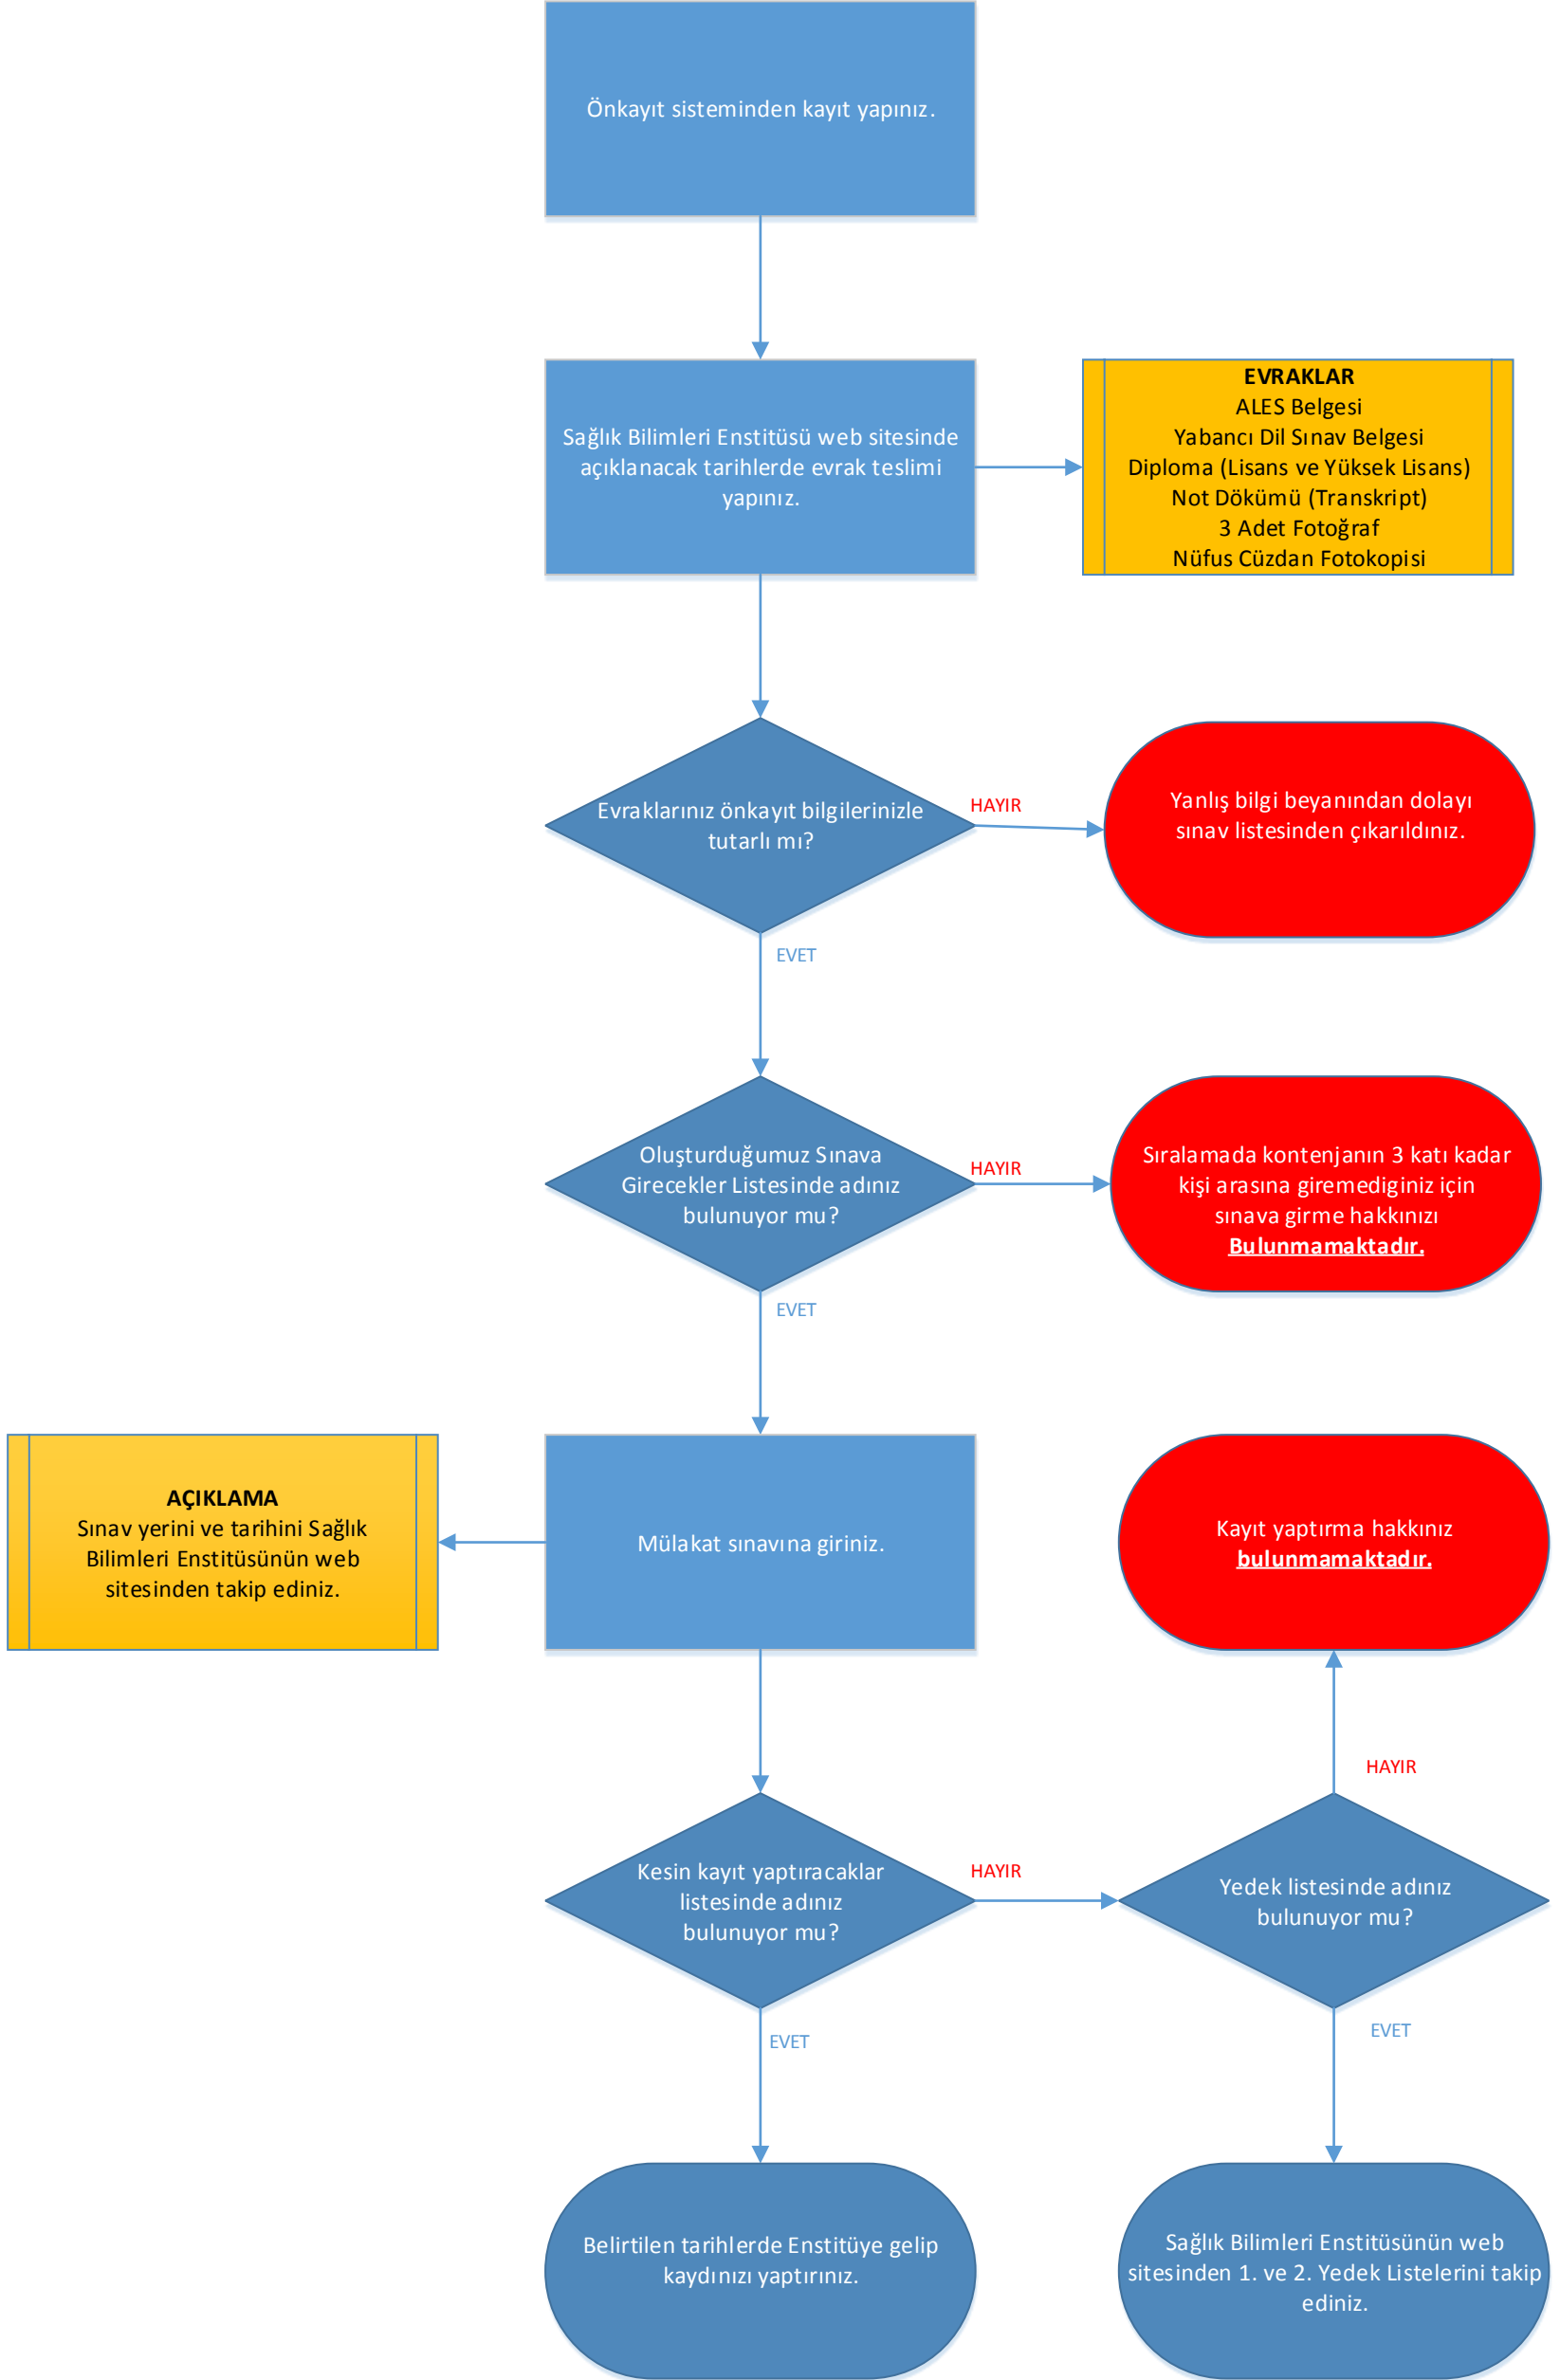 Önkayıt sisteminden kayıt yapınız.
Sağlık Bilimleri Enstitüsü web sitesinde
açıklanacak tarihlerde evrak teslimi
yapınız.
EVRAKLAR
ALES Belgesi
Yabancı Dil Sınav Belgesi
Diploma (Lisans ve Yüksek Lisans)
Not Dökümü (Transkript)
3 Adet Fotoğraf
Nüfus Cüzdan Fotokopisi
Evraklarınız önkayıt bilgilerinizle
tutarlı mı?
HAYIR
Yanlış bilgi beyanından dolayı
sınav listesinden çıkarıldınız.
EVET
Oluşturduğumuz Sınava
Girecekler Listesinde adınız
bulunuyor mu?
HAYIR
Sıralamada kontenjanın 3 katı kadar
kişi arasına giremediginiz için
sınava girme hakkınızı
Bulunmamaktadır.
EVET
AÇIKLAMA
Sınav yerini ve tarihini Sağlık
Bilimleri Enstitüsünün web
sitesinden takip ediniz.
Mülakat sınavına giriniz.
Kayıt yaptırma hakkınız
bulunmamaktadır.
HAYIR
Kesin kayıt yaptıracaklar
listesinde adınız
bulunuyor mu?
HAYIR
Yedek listesinde adınız
bulunuyor mu?
EVET
EVET
Belirtilen tarihlerde Enstitüye gelip
kaydınızı yaptırınız.
Sağlık Bilimleri Enstitüsünün web
sitesinden 1. ve 2. Yedek Listelerini takip
ediniz.